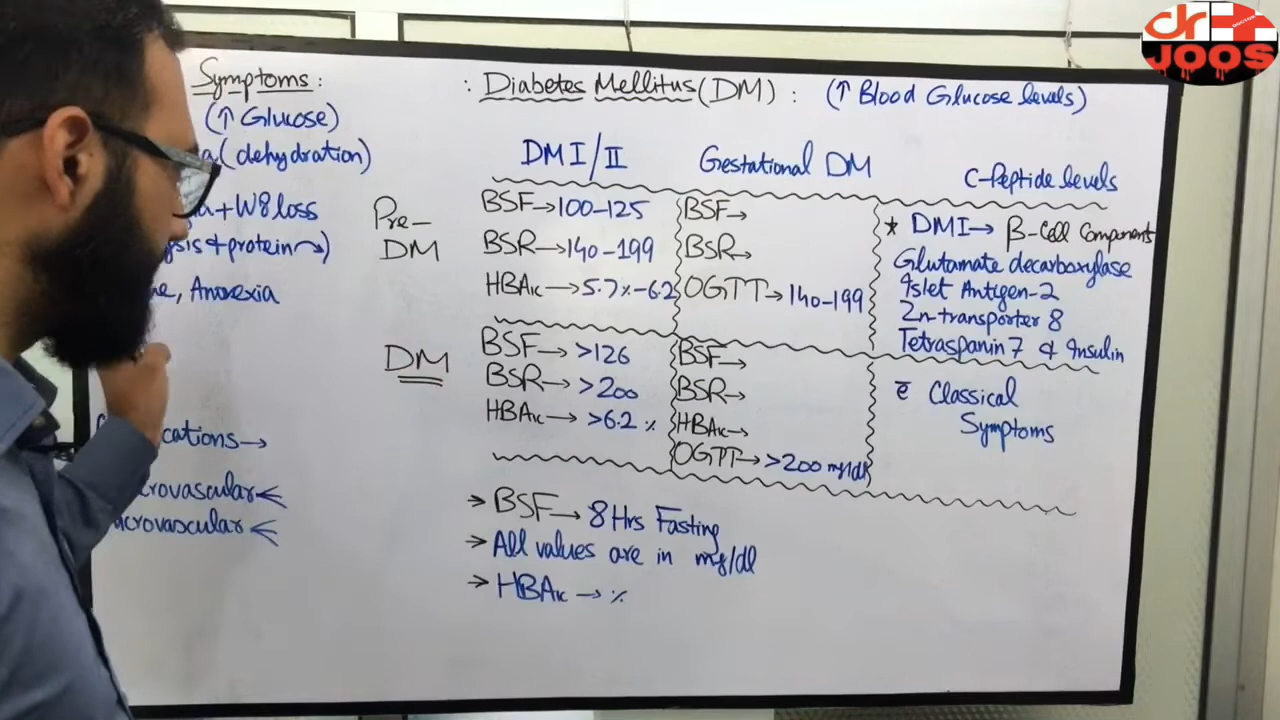 dr
DOCTOR
JOOS
Symptoms :
(↑ Glucose)
(dehydration)
+ W8 loss
& protein ↝)
, Anorexia
: Diabetes Mellitus (DM) : (↑ Blood Glucose levels)
DM I / II
Gestational DM
C-Peptide levels
Pre-
DM
BSF → 100-125
BSR → 140-199
HBA1c → 5.7% - 6.2
BSF →
BSR →
OGTT → 140-199
* DMI → β-Cell Components
Glutamate decarboxylase
Islet Antigen-2
Zn-transporter 8
Tetraspanin 7 & Insulin
DM
BSF → >126
BSR → >200
HBA1c → >6.2 %
BSF →
BSR →
HBA1c →
OGTT → >200 mg/dl
c̄ Classical
Symptoms
→ BSF → 8 Hrs Fasting
→ All values are in mg/dl
→ HBA1c → %